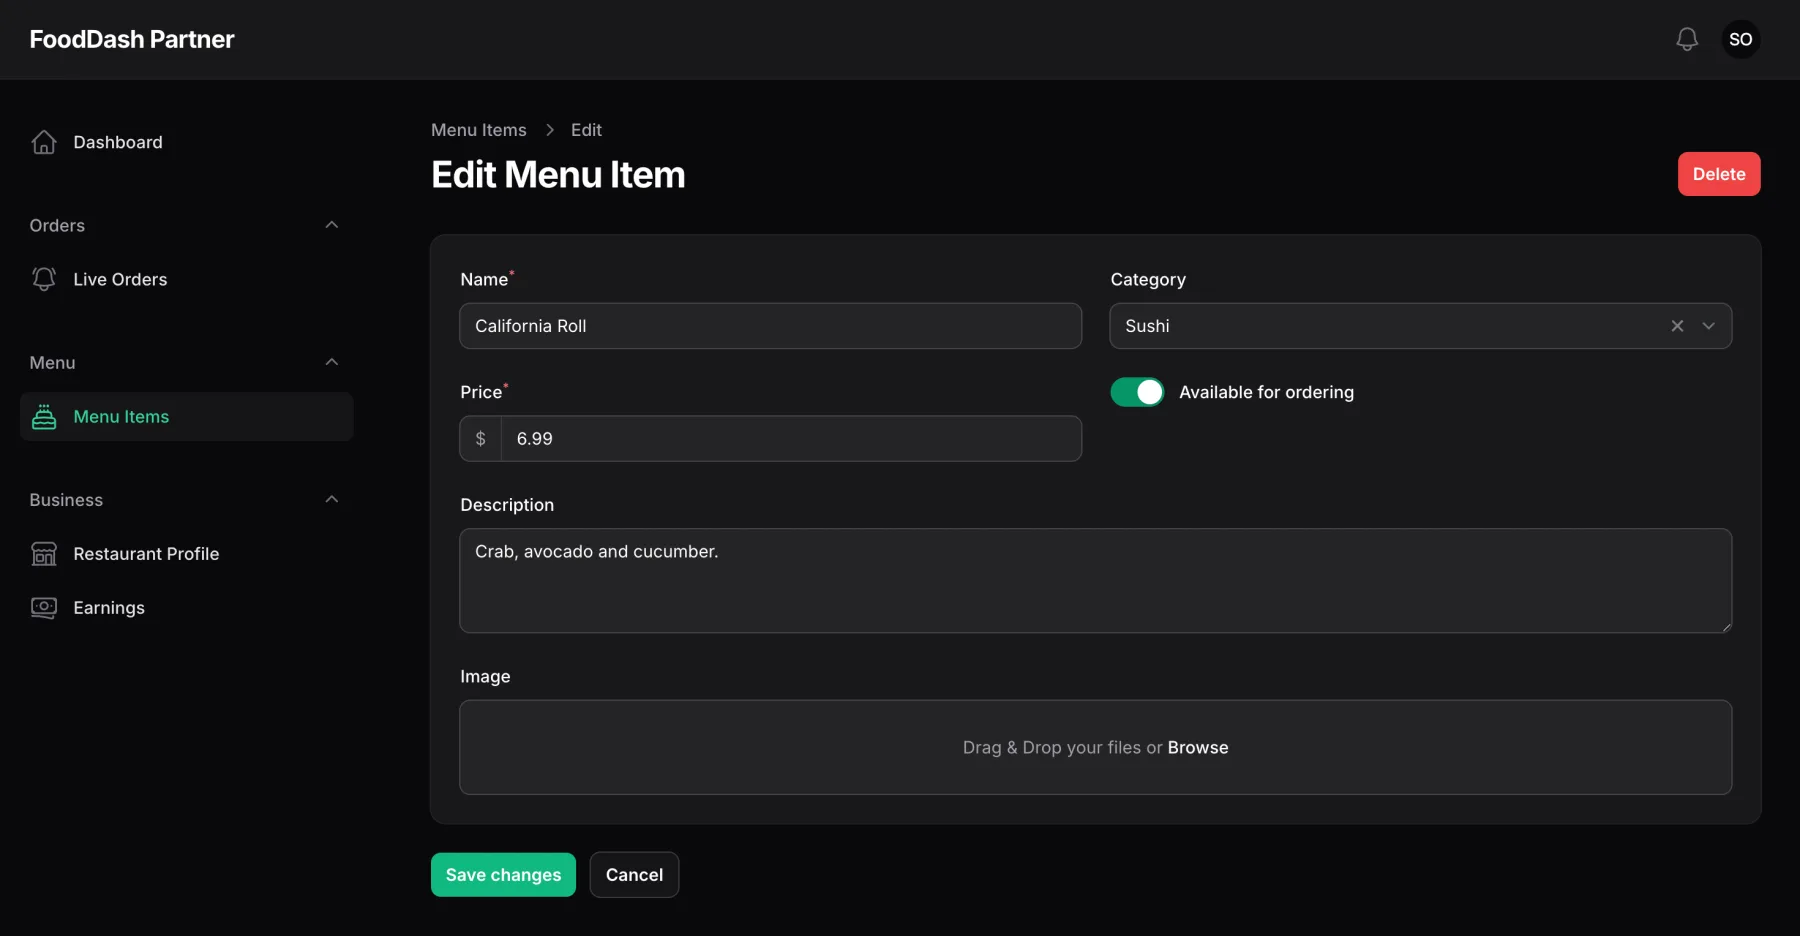 FoodDash Partner
SO
Dashboard
Orders
Live Orders
Menu
Menu Items
Business
Restaurant Profile
Earnings
Menu Items > Edit
Edit Menu Item
Delete
Name*
California Roll
Category
Sushi
Price*
$ 6.99
Available for ordering
Description
Crab, avocado and cucumber.
Image
Drag & Drop your files or Browse
Save changes
Cancel